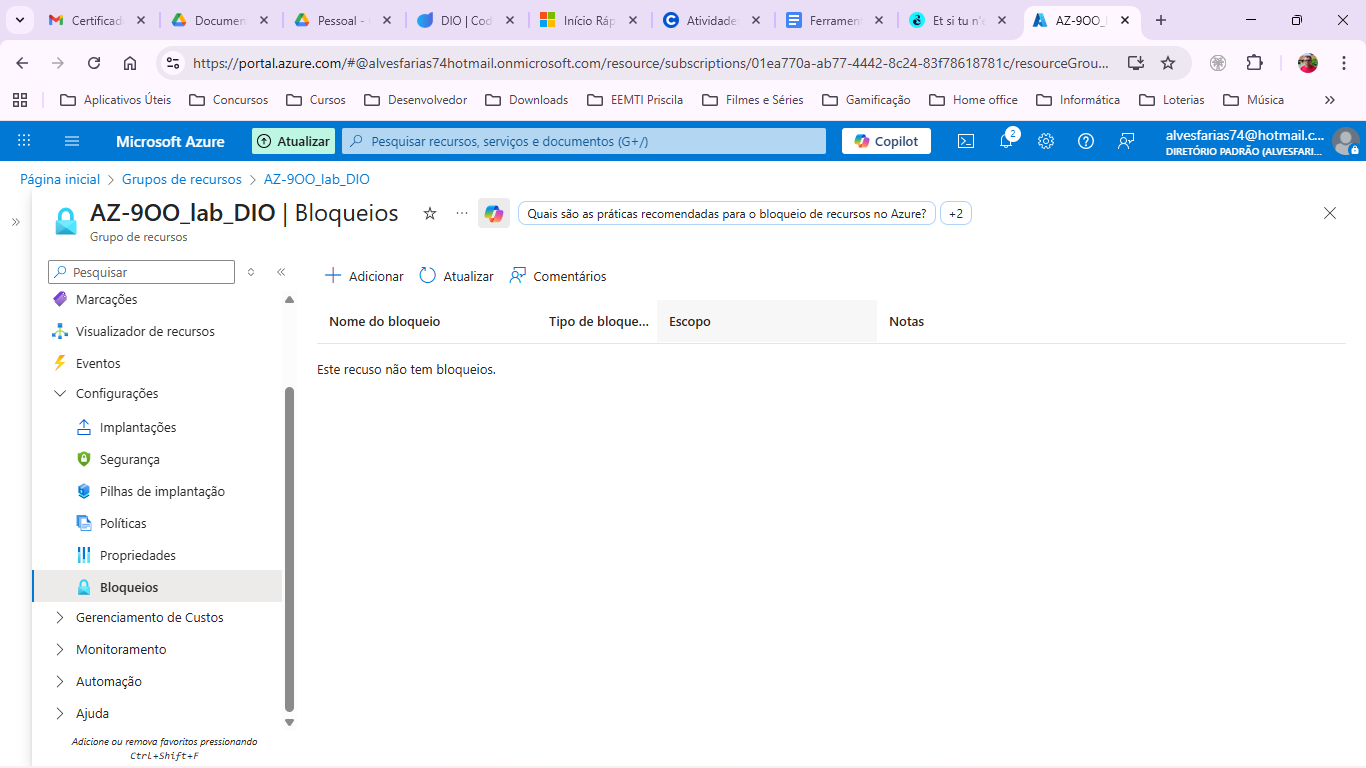 Certificado
Documen
Pessoal -
DIO | Cod
Início Ráp
Atividade
Ferrament
Et si tu n'e
AZ-9OO_l
https://portal.azure.com/#@alvesfarias74hotmail.onmicrosoft.com/resource/subscriptions/01ea770a-ab77-4442-8c24-83f78618781c/resourceGrou...
Aplicativos Úteis
Concursos
Cursos
Desenvolvedor
Downloads
EEMTI Priscila
Filmes e Séries
Gamificação
Home office
Informática
Loterias
Música
Microsoft Azure
Atualizar
Pesquisar recursos, serviços e documentos (G+/)
Copilot
2
alvesfarias74@hotmail.c...
DIRETÓRIO PADRÃO (ALVESFARI...
Página inicial > Grupos de recursos > AZ-9OO_lab_DIO
AZ-9OO_lab_DIO | Bloqueios
Grupo de recursos
Quais são as práticas recomendadas para o bloqueio de recursos no Azure?
+2
Pesquisar
Adicionar
Atualizar
Comentários
Marcações
Visualizador de recursos
Eventos
Configurações
Implantações
Segurança
Pilhas de implantação
Políticas
Propriedades
Bloqueios
Gerenciamento de Custos
Monitoramento
Automação
Ajuda
Adicione ou remova favoritos pressionando
Ctrl+Shift+F
Nome do bloqueio
Tipo de bloque...
Escopo
Notas
Este recuso não tem bloqueios.